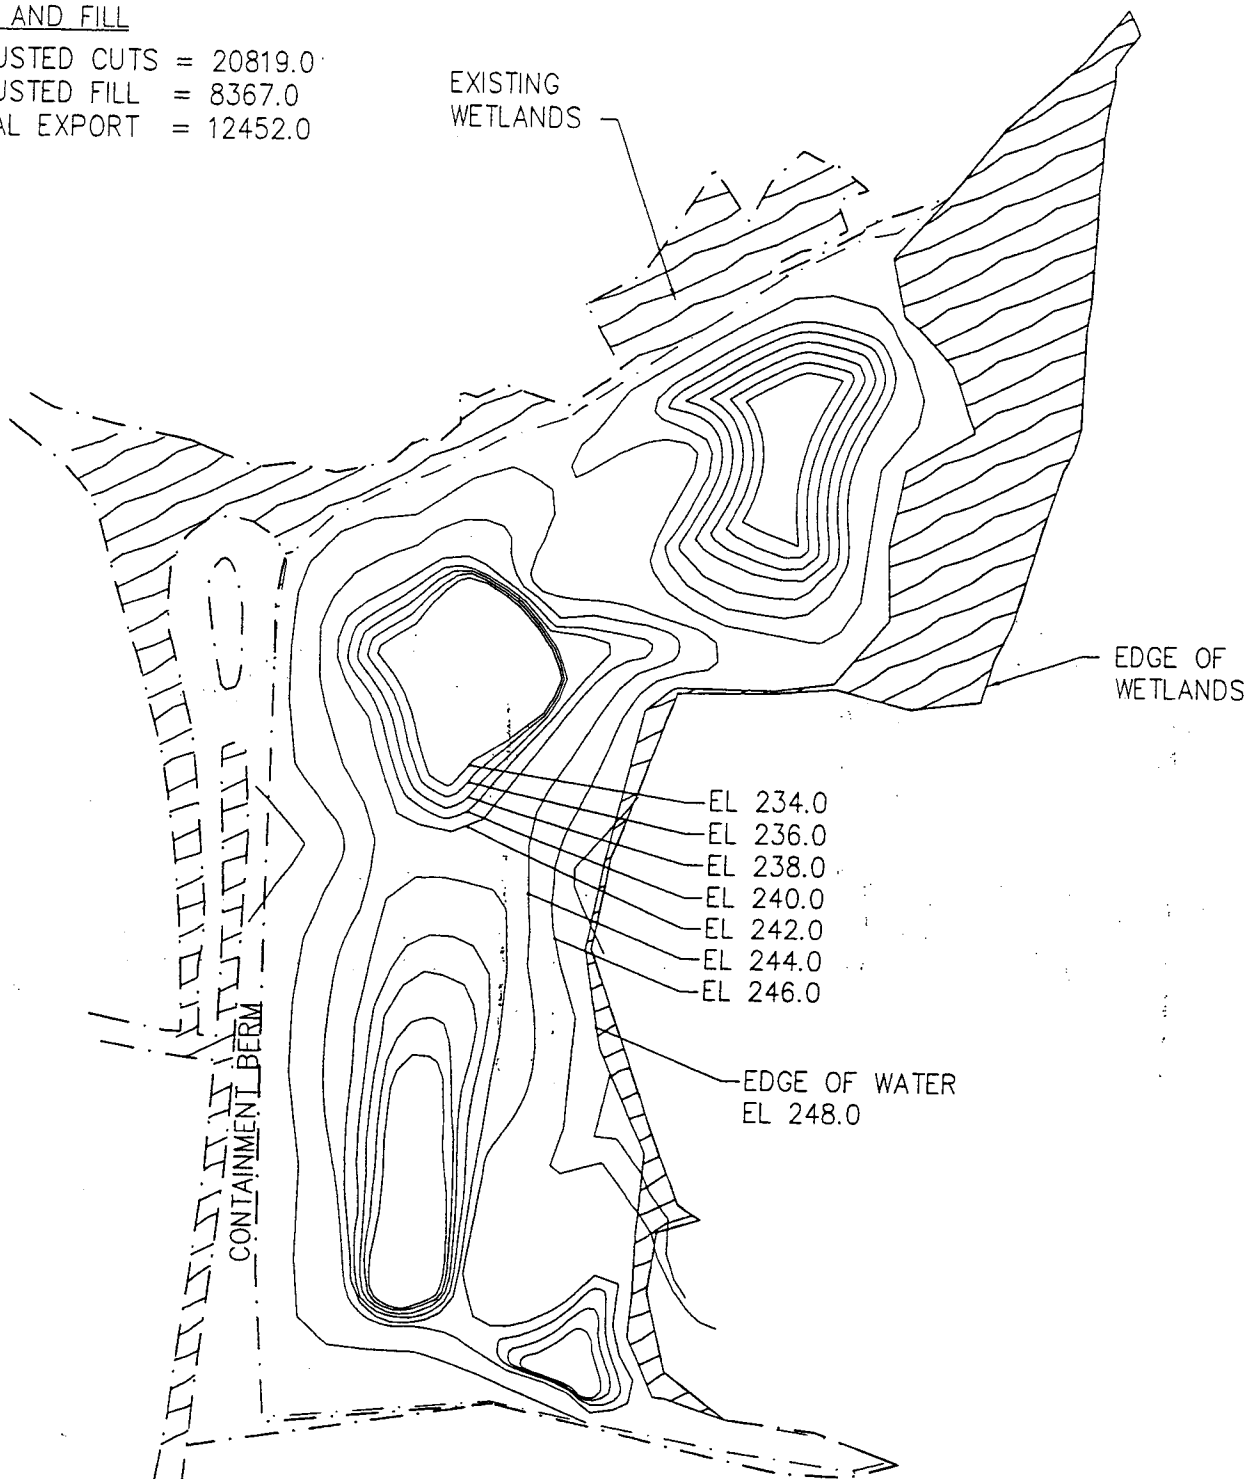 AND FILL
USTED CUTS = 20819.0
USTED FILL = 8367.0
AL EXPORT = 12452.0
EXISTING
WETLANDS
EDGE OF
WETLANDS
EL 234.0
EL 236.0
EL 238.0
EL 240.0
EL 242.0
EL 244.0
EL 246.0
EDGE OF WATER
EL 248.0
CONTAINMENT BERM